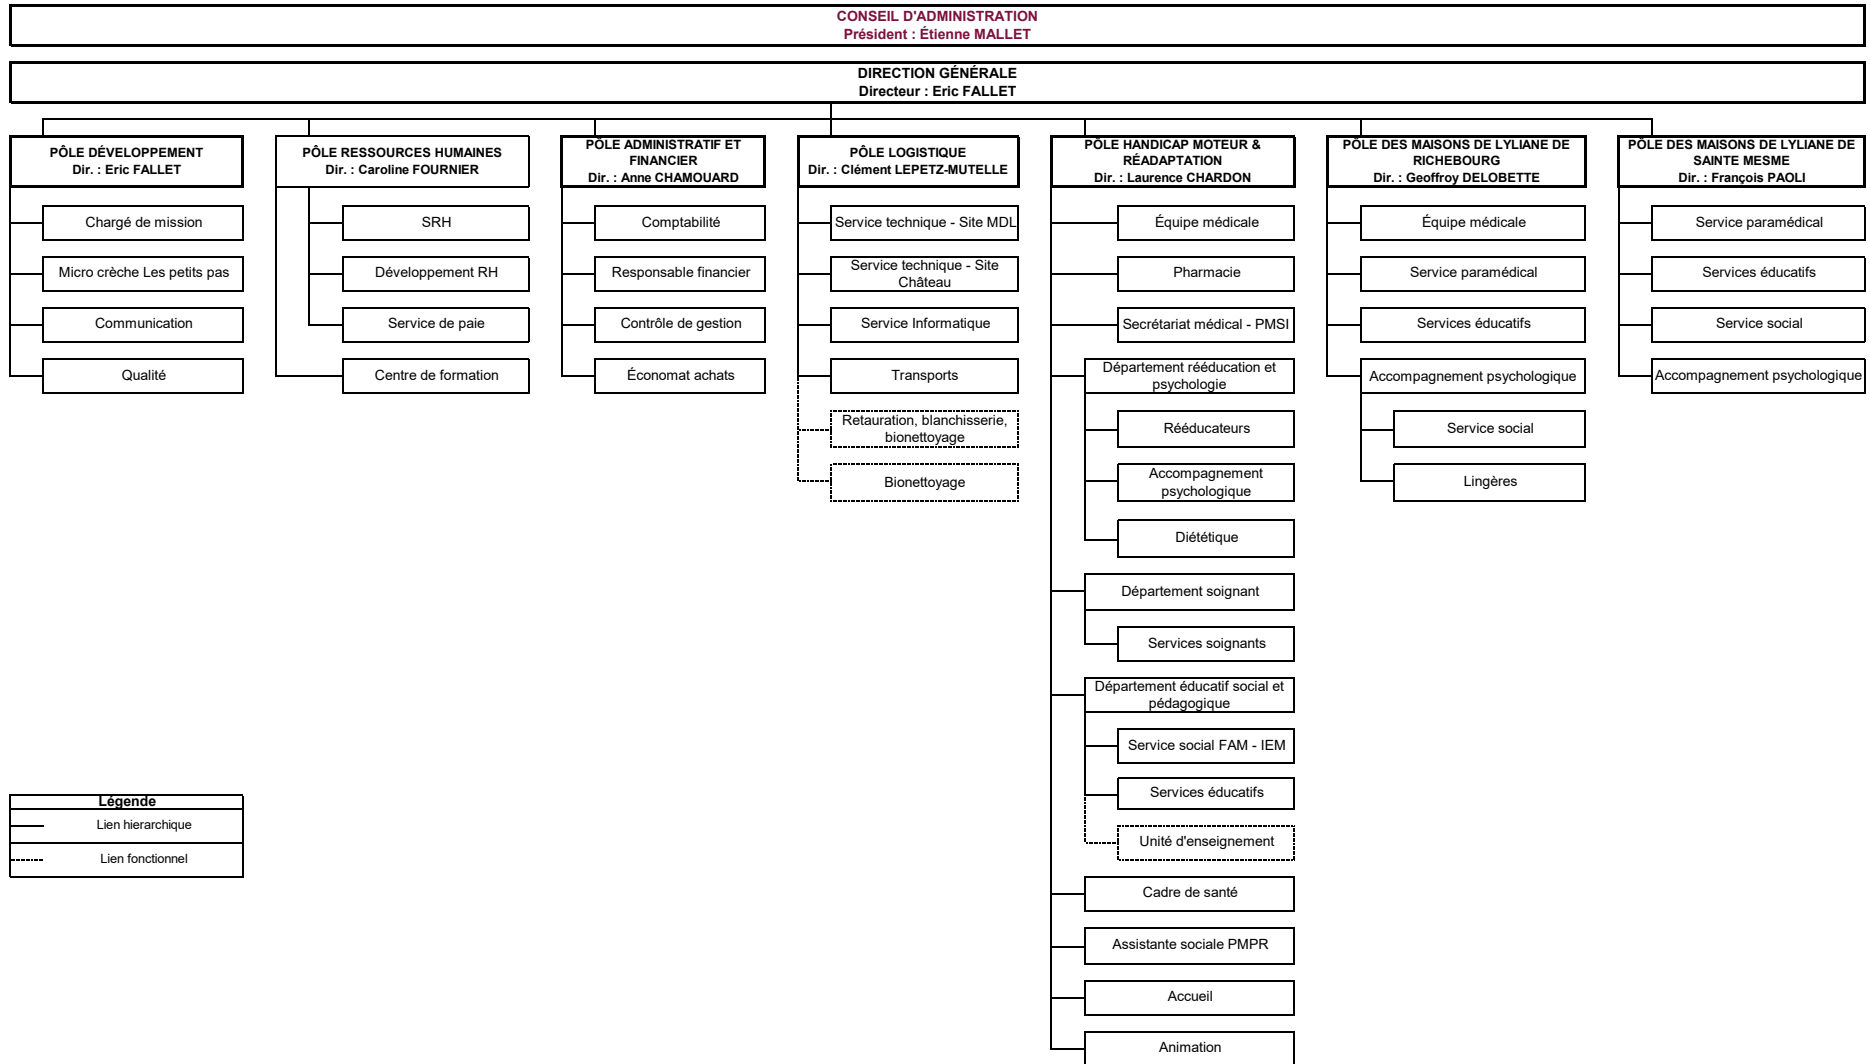 CONSEIL D'ADMINISTRATION
Président : Étienne MALLET
DIRECTION GÉNÉRALE
Directeur : Eric FALLET
PÔLE DÉVELOPPEMENT
Dir. : Eric FALLET
Chargé de mission
Micro crèche Les petits pas
Communication
Qualité
PÔLE RESSOURCES HUMAINES
Dir. : Caroline FOURNIER
SRH
Développement RH
Service de paie
Centre de formation
PÔLE ADMINISTRATIF ET
FINANCIER
Dir. : Anne CHAMOUARD
Comptabilité
Responsable financier
Contrôle de gestion
Économat achats
PÔLE LOGISTIQUE
Dir. : Clément LEPETZ-MUTELLE
Service technique - Site MDL
Service technique - Site
Château
Service Informatique
Transports
Retauration, blanchisserie,
bionettoyage
Bionettoyage
PÔLE HANDICAP MOTEUR &
RÉADAPTATION
Dir. : Laurence CHARDON
Équipe médicale
Pharmacie
Secrétariat médical - PMSI
Département rééducation et
psychologie
Rééducateurs
Accompagnement
psychologique
Diététique
Département soignant
Services soignants
Département éducatif social et
pédagogique
Service social FAM - IEM
Services éducatifs
Unité d'enseignement
Cadre de santé
Assistante sociale PMPR
Accueil
Animation
PÔLE DES MAISONS DE LYLIANE DE
RICHEBOURG
Dir. : Geoffroy DELOBETTE
Équipe médicale
Service paramédical
Services éducatifs
Accompagnement psychologique
Service social
Lingères
PÔLE DES MAISONS DE LYLIANE DE
SAINTE MESME
Dir. : François PAOLI
Service paramédical
Services éducatifs
Service social
Accompagnement psychologique
Légende
Lien hierarchique
Lien fonctionnel